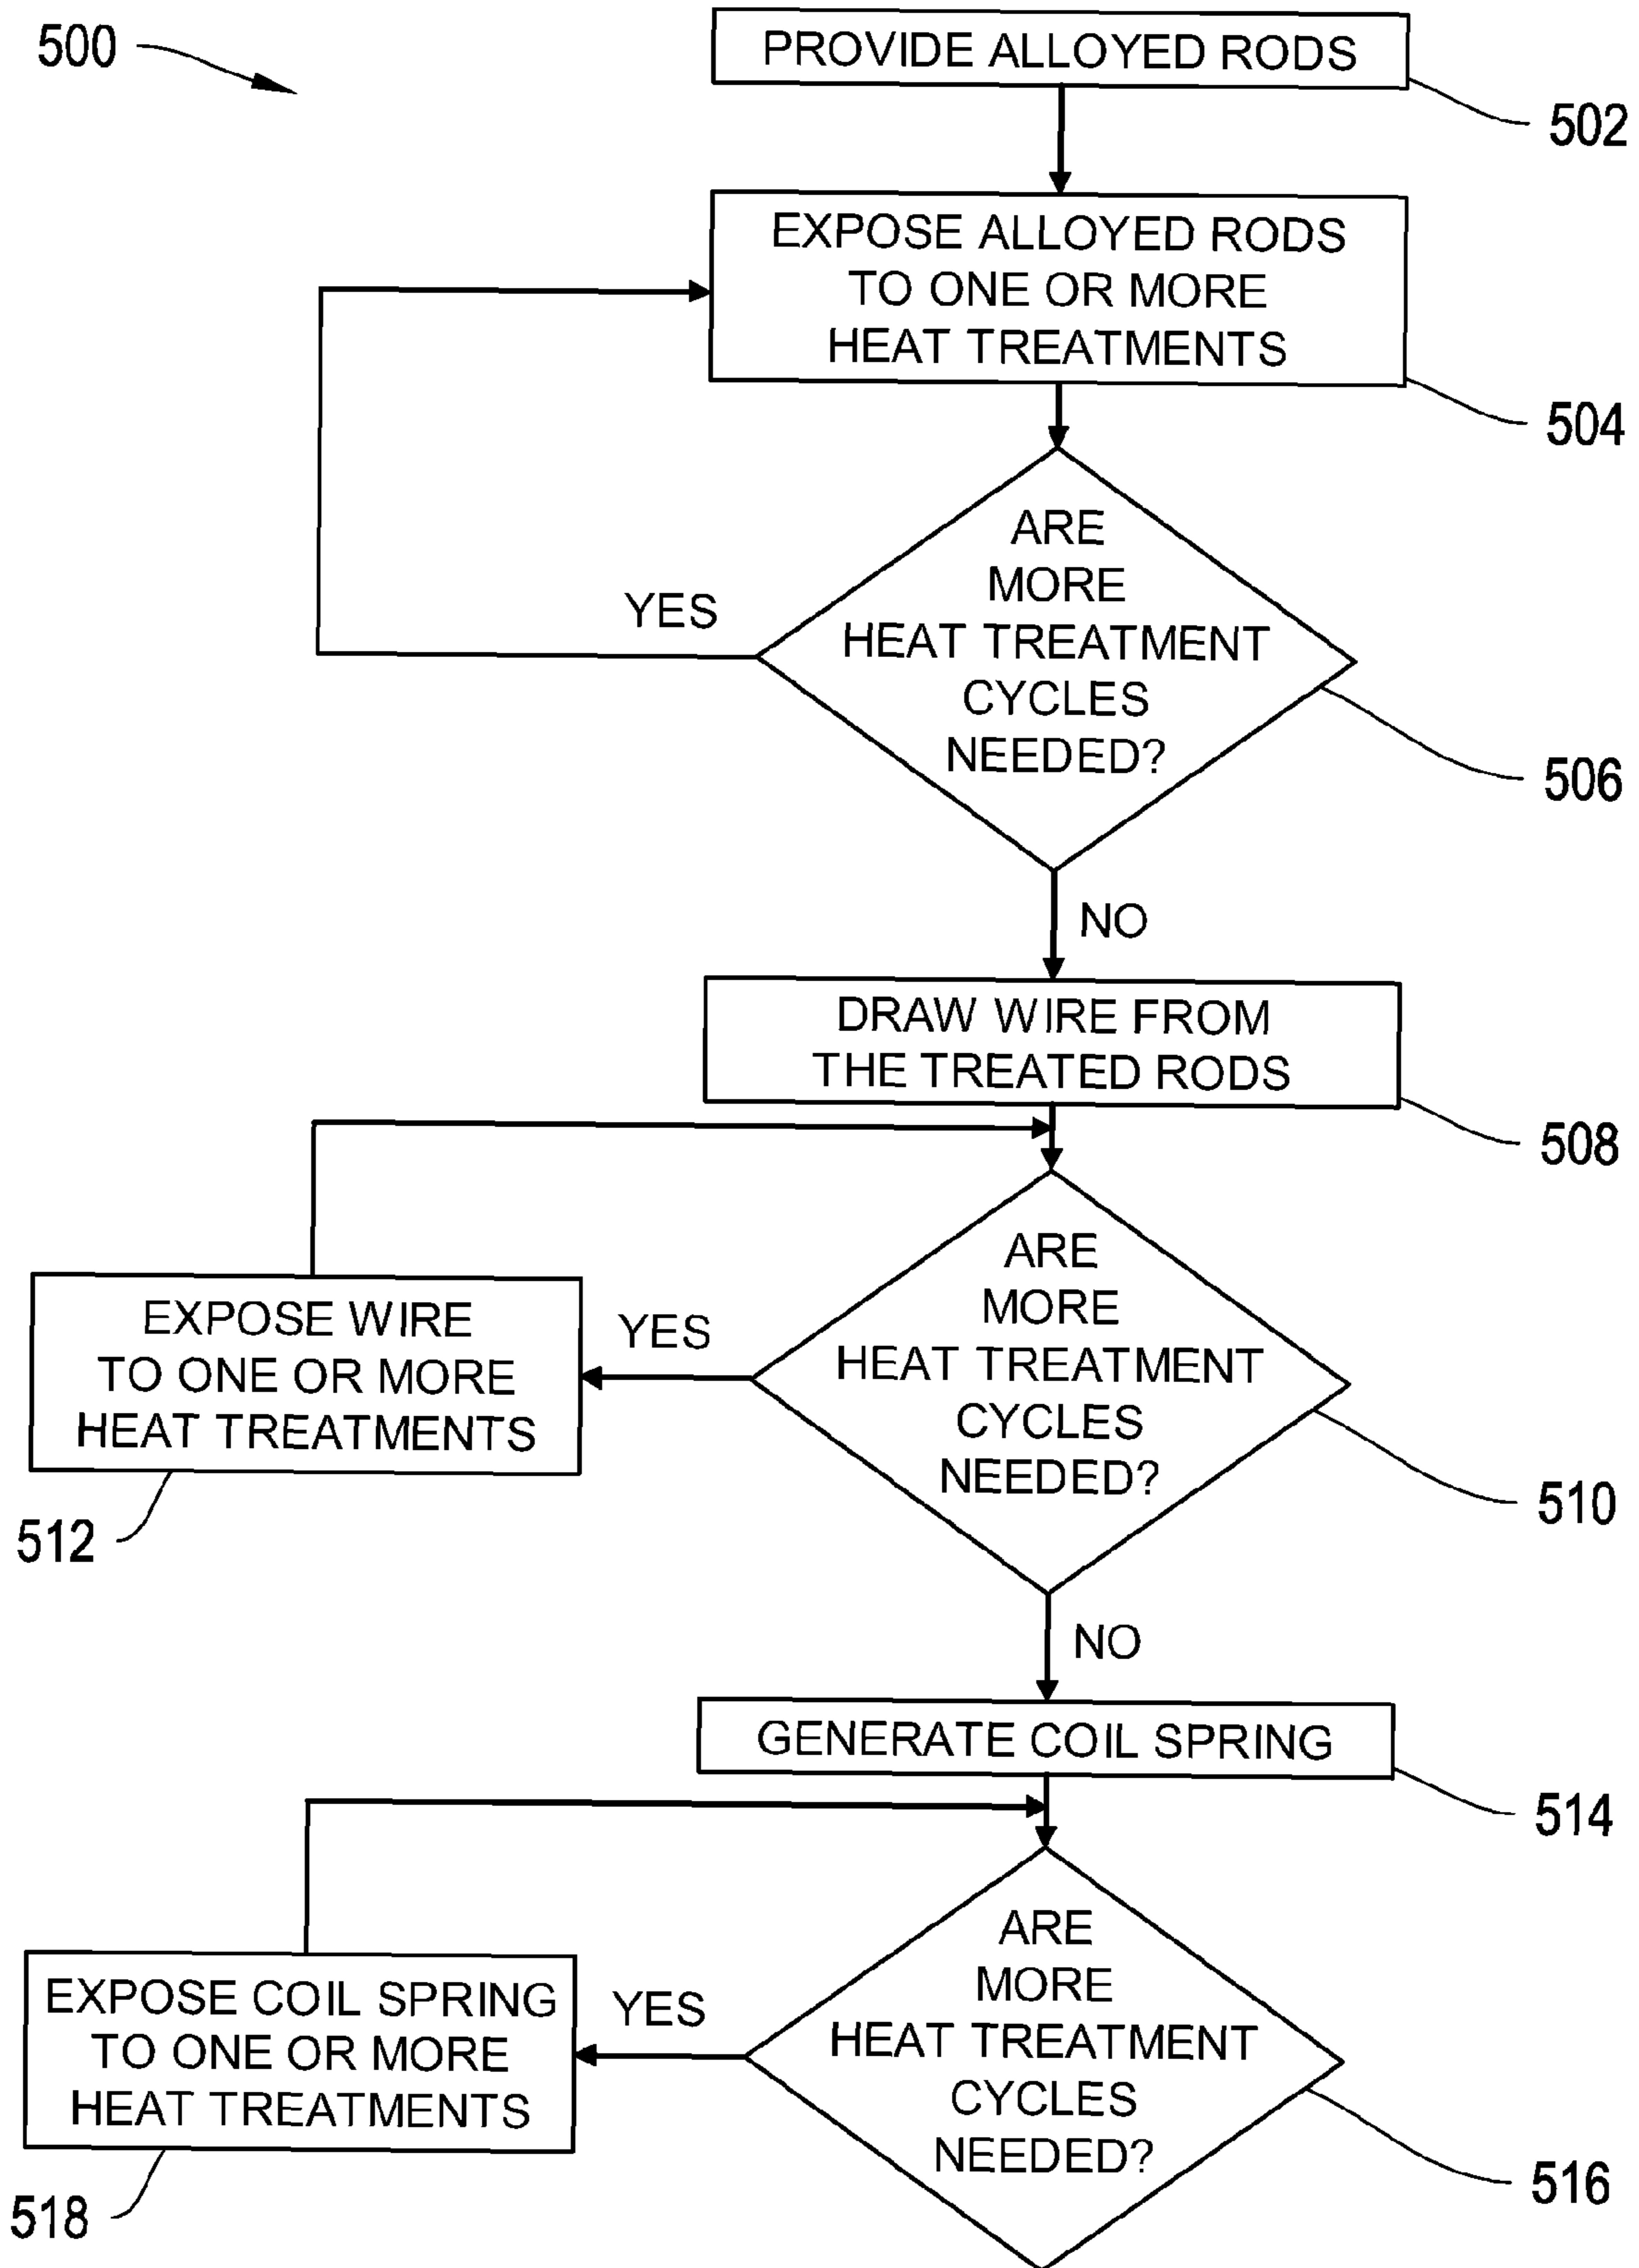 500
PROVIDE ALLOYED RODS
502
EXPOSE ALLOYED RODS
TO ONE OR MORE
HEAT TREATMENTS
504
ARE
MORE
HEAT TREATMENT
CYCLES
NEEDED?
YES
506
NO
DRAW WIRE FROM
THE TREATED RODS
508
ARE
MORE
HEAT TREATMENT
CYCLES
NEEDED?
YES
510
EXPOSE WIRE
TO ONE OR MORE
HEAT TREATMENTS
512
NO
GENERATE COIL SPRING
514
ARE
MORE
HEAT TREATMENT
CYCLES
NEEDED?
YES
516
EXPOSE COIL SPRING
TO ONE OR MORE
HEAT TREATMENTS
518